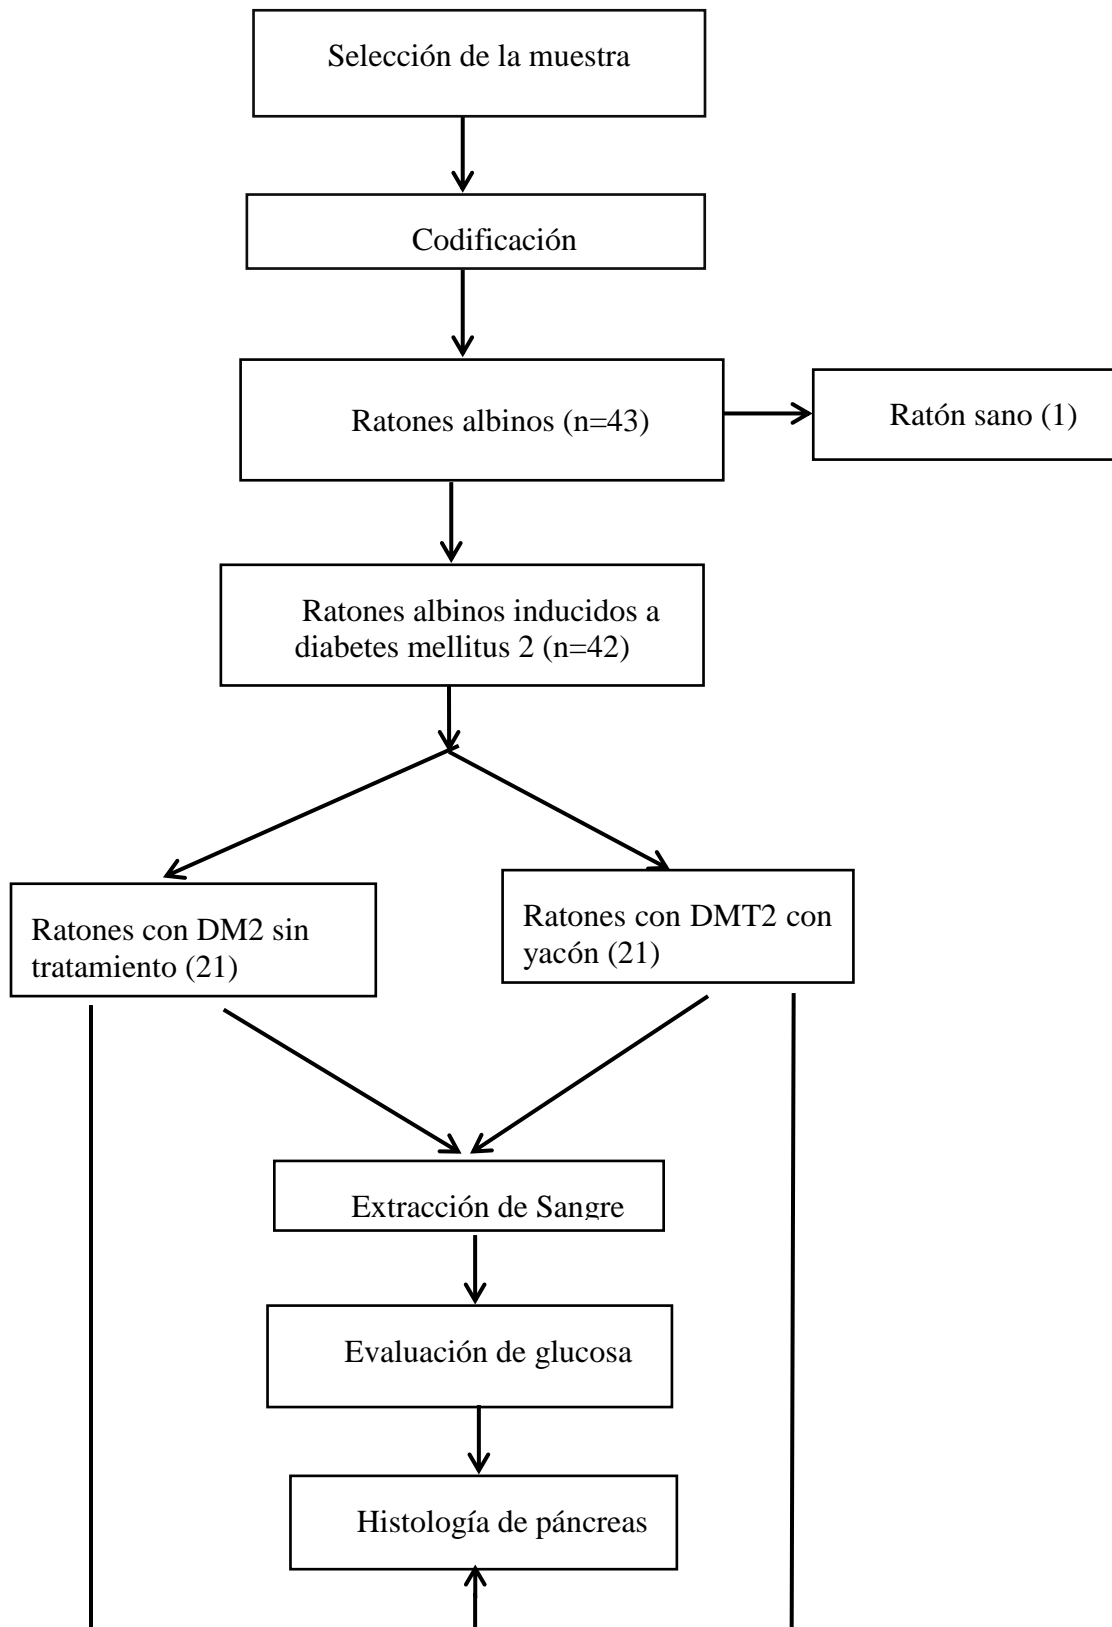 Selección de la muestra
Codificación
Ratones albinos (n=43)
Ratón sano (1)
Ratones albinos inducidos a
diabetes mellitus 2 (n=42)
Ratones con DM2 sin
tratamiento (21)
Ratones con DMT2 con
yacón (21)
Extracción de Sangre
Evaluación de glucosa
Histología de páncreas